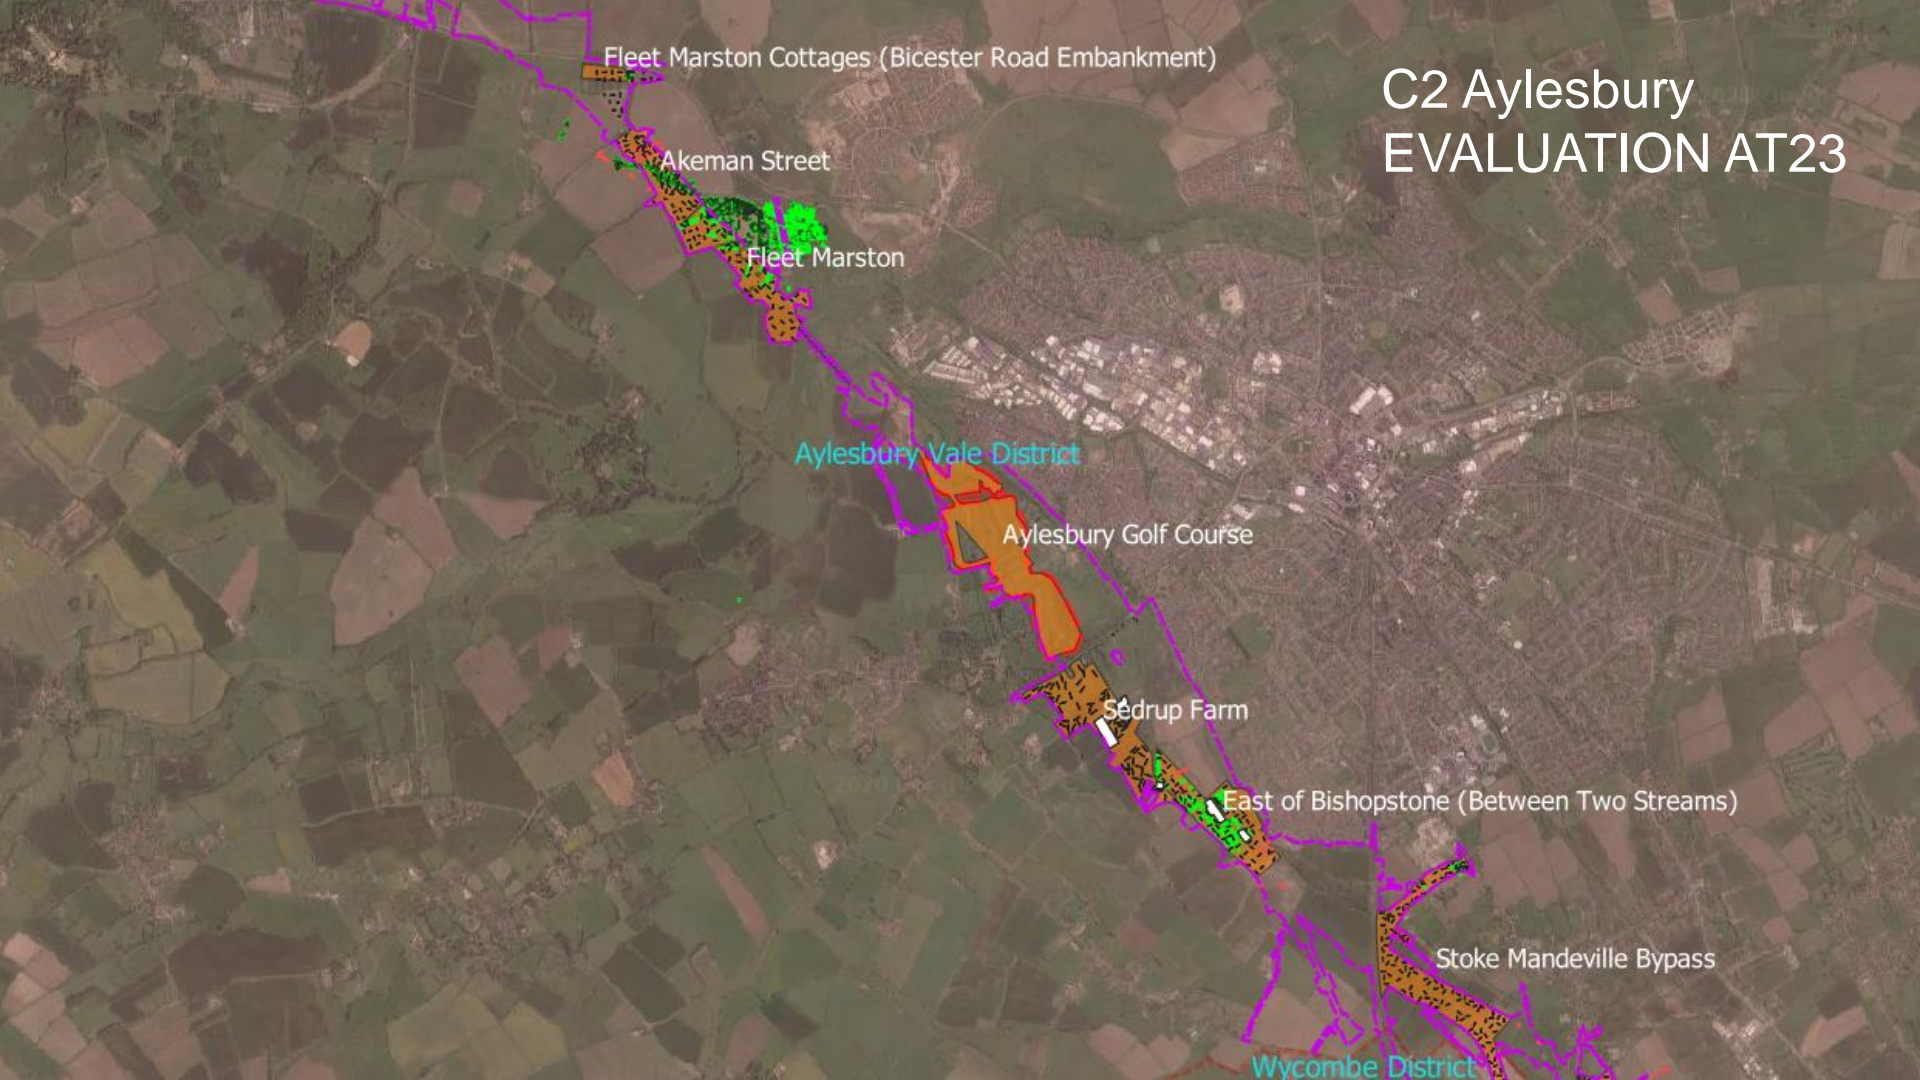 Fleet Marston Cottages (Bicester Road Embankment)
C2 Aylesbury
EVALUATION AT23
Akeman Street
Fleet Marston
Aylesbury Vale District
Aylesbury Golf Course
Sedrup Farm
East of Bishopstone (Between Two Streams)
Stoke Mandeville Bypass
Wycombe District